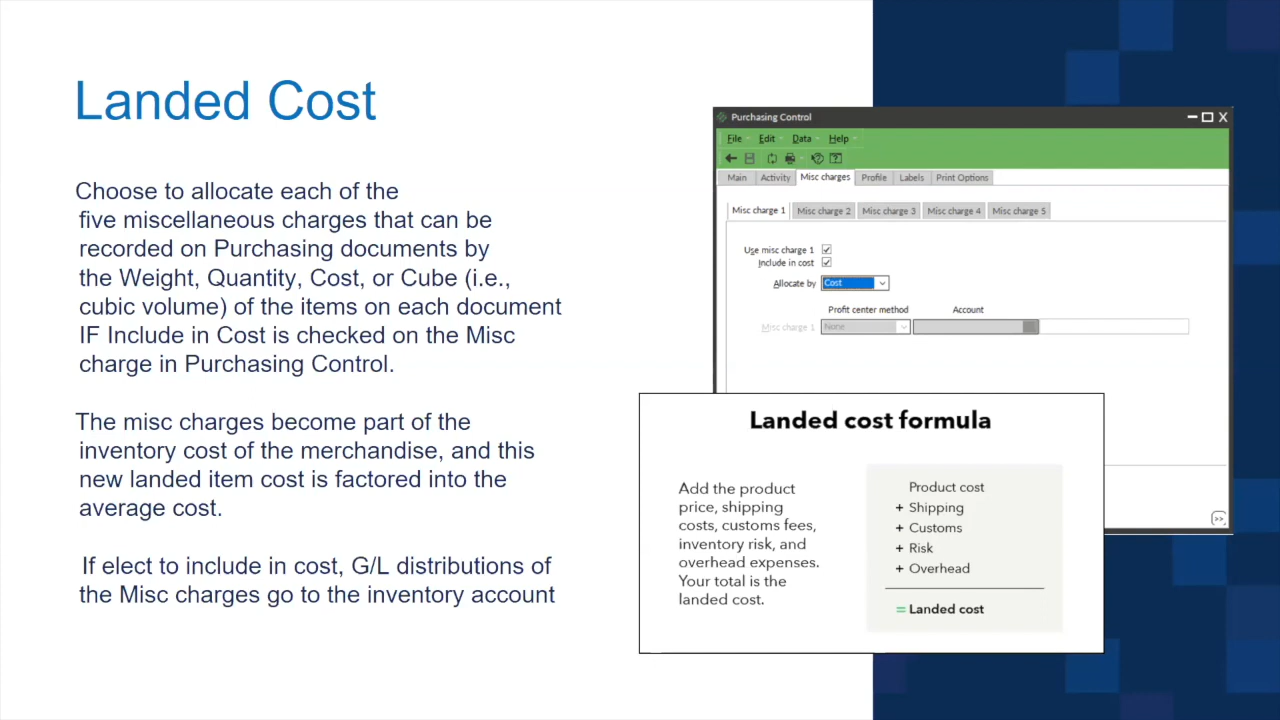 Landed Cost
Choose to allocate each of the
five miscellaneous charges that can be
recorded on Purchasing documents by
the Weight, Quantity, Cost, or Cube (i.e.,
cubic volume) of the items on each document
IF Include in Cost is checked on the Misc
charge in Purchasing Control.
The misc charges become part of the
inventory cost of the merchandise, and this
new landed item cost is factored into the
average cost.
If elect to include in cost, G/L distributions of
the Misc charges go to the inventory account
Purchasing Control
File Edit Data Help
Main Activity Misc charges Profile Labels Print Options
Misc charge 1 Misc charge 2 Misc charge 3 Misc charge 4 Misc charge 5
Use misc charge 1
Include in cost
Allocate by Cost
Profit center method Account
Misc charge 1 None
Landed cost formula
Add the product
price, shipping
costs, customs fees,
inventory risk, and
overhead expenses.
Your total is the
landed cost.
Product cost
+ Shipping
+ Customs
+ Risk
+ Overhead
= Landed cost